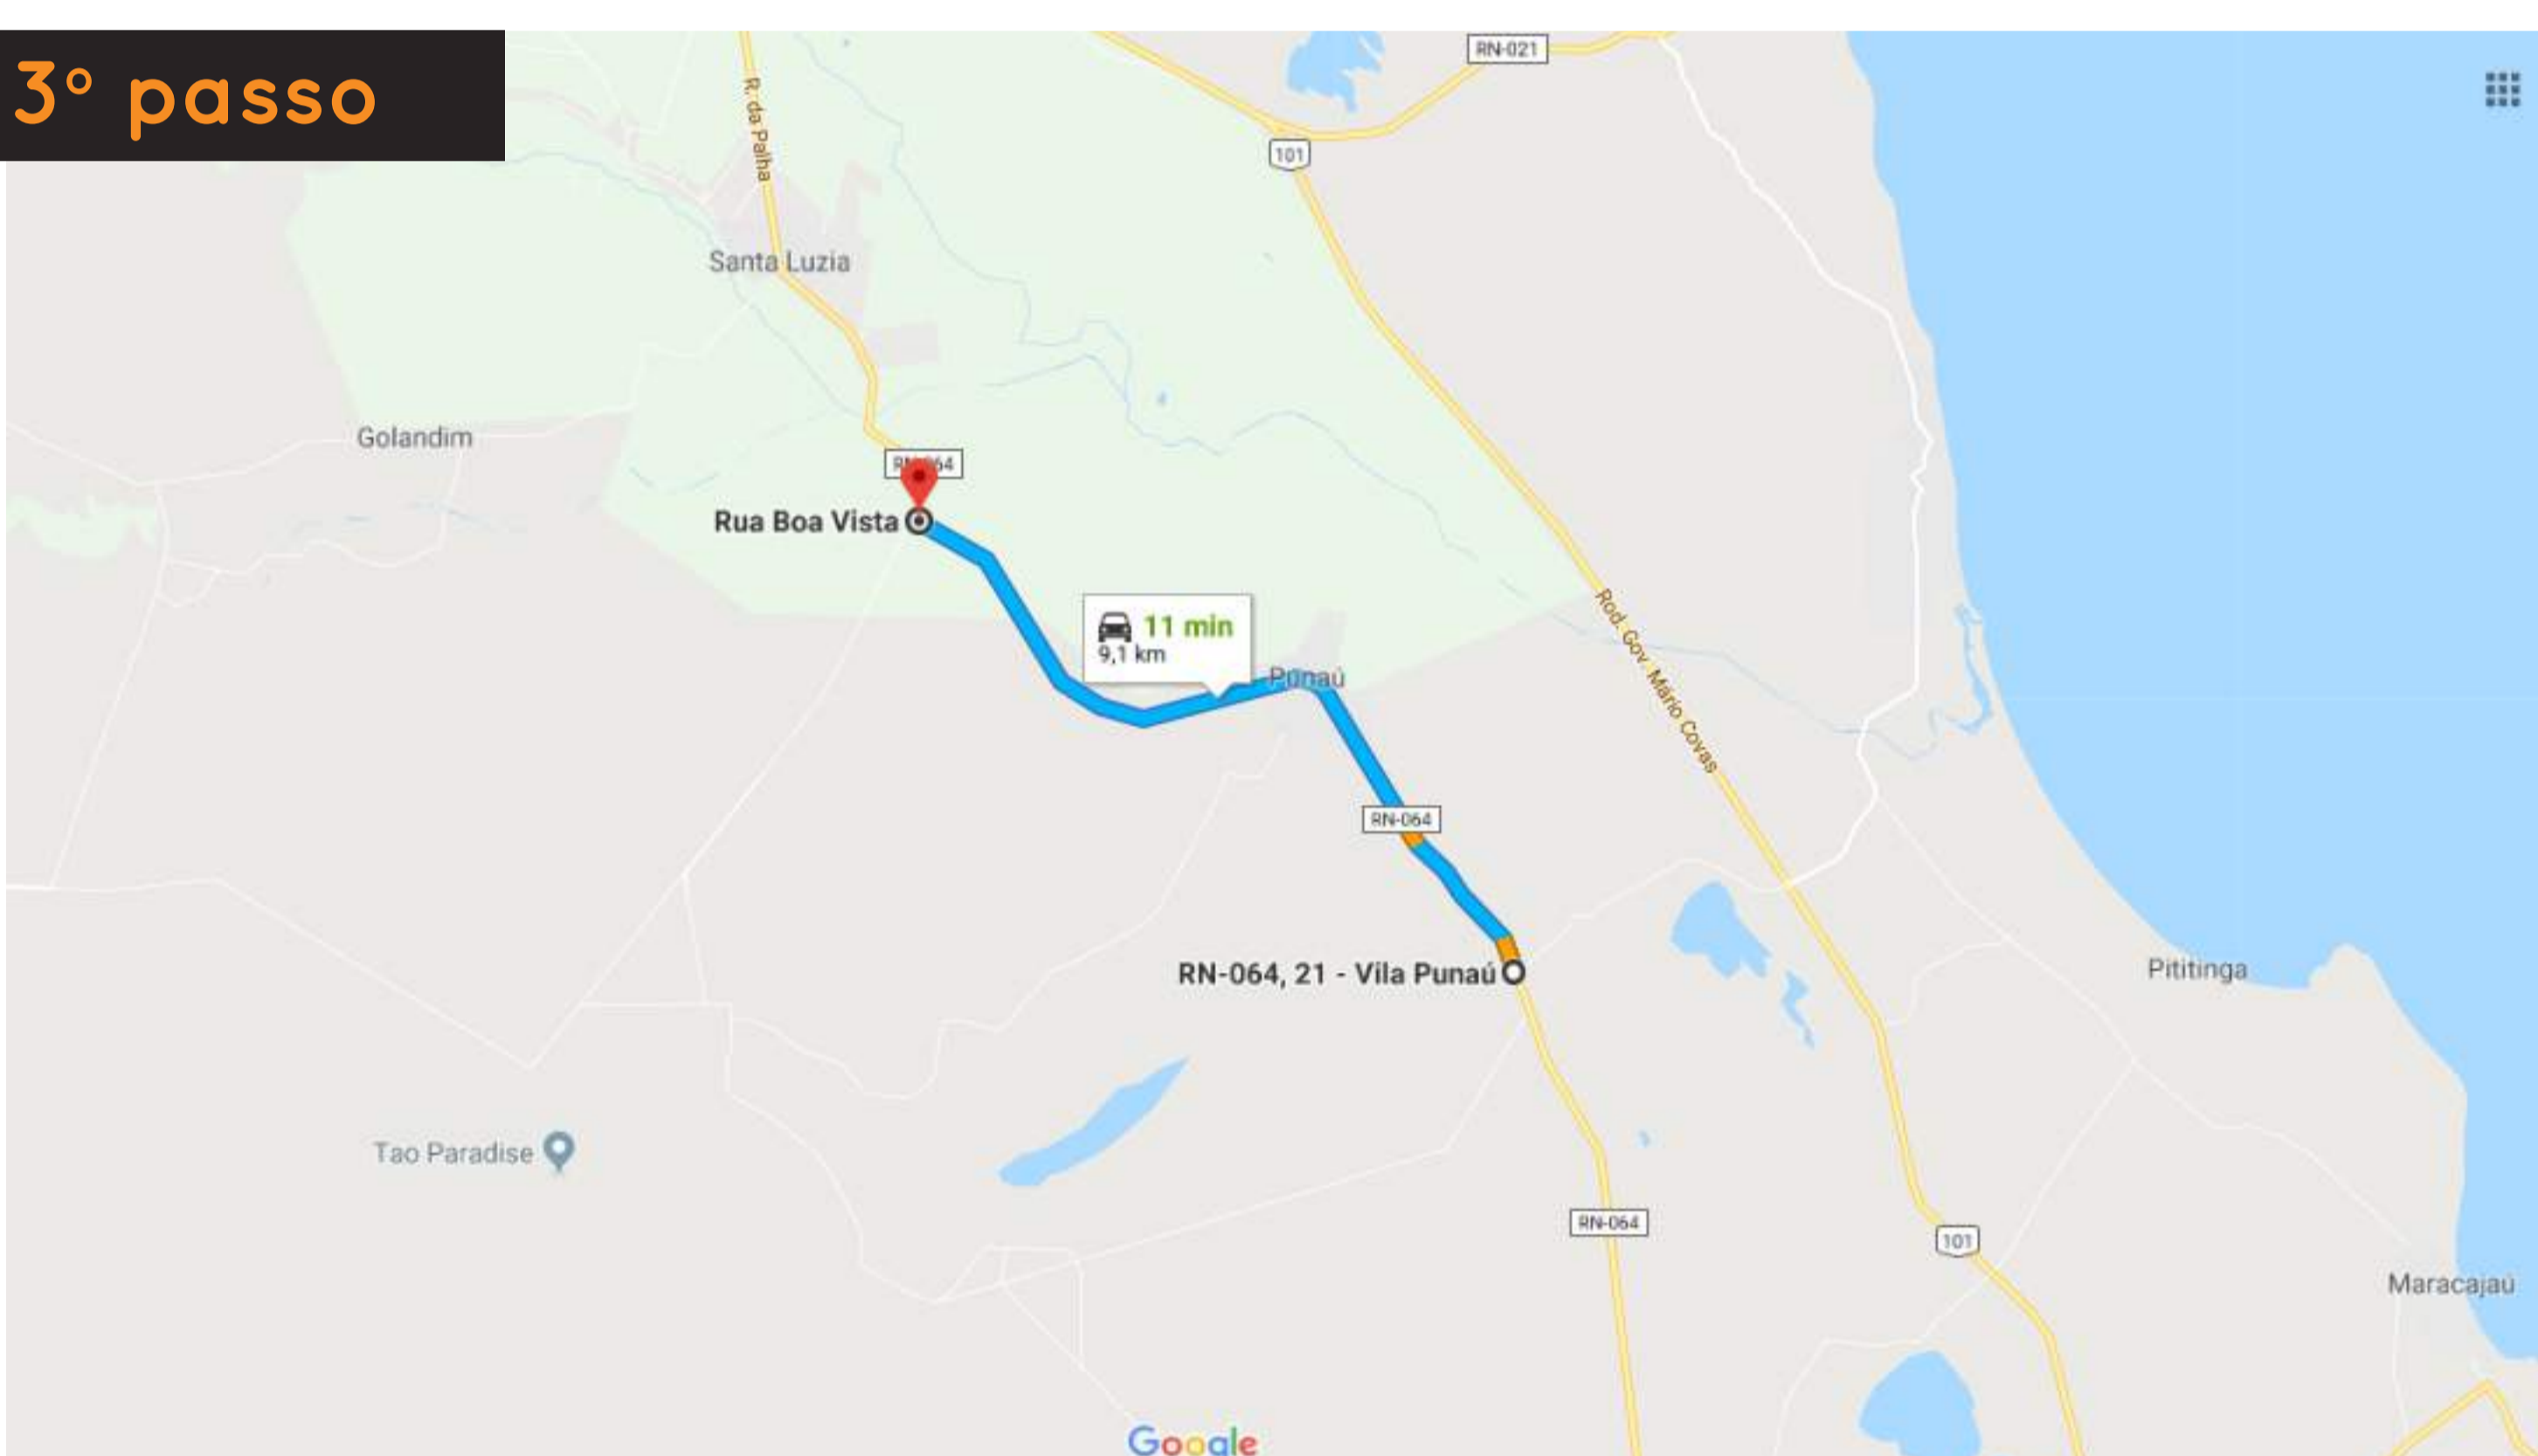 3° passo
RN-021
R. da Palha
101
Santa Luzia
Golandim
Rua Boa Vista
11 min
9,1 km
Punaú
Rod. Gov. Mário Covas
RN-064
RN-064, 21 - Vila Punaú
Pititinga
Tao Paradise
RN-064
101
Maracajaú
Google